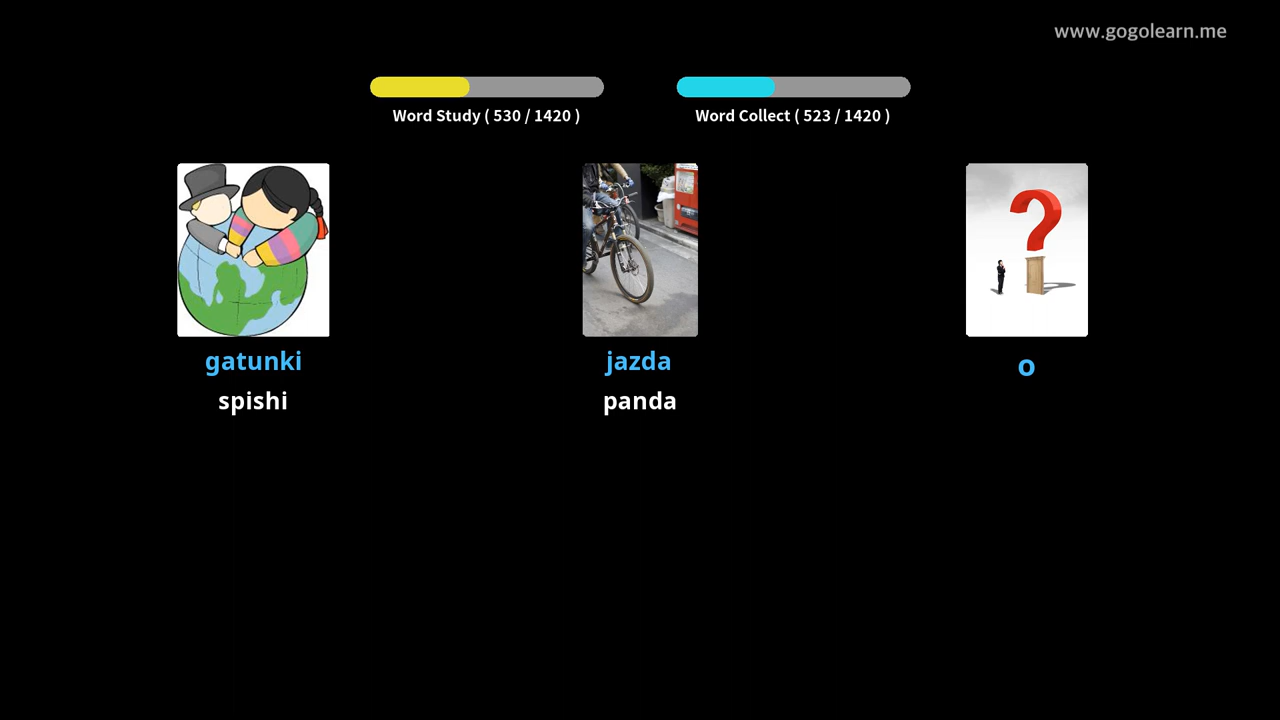 www.gogolearn.me
Word Study ( 530 / 1420 )
Word Collect ( 523 / 1420 )
gatunki
spishi
jazda
panda
o